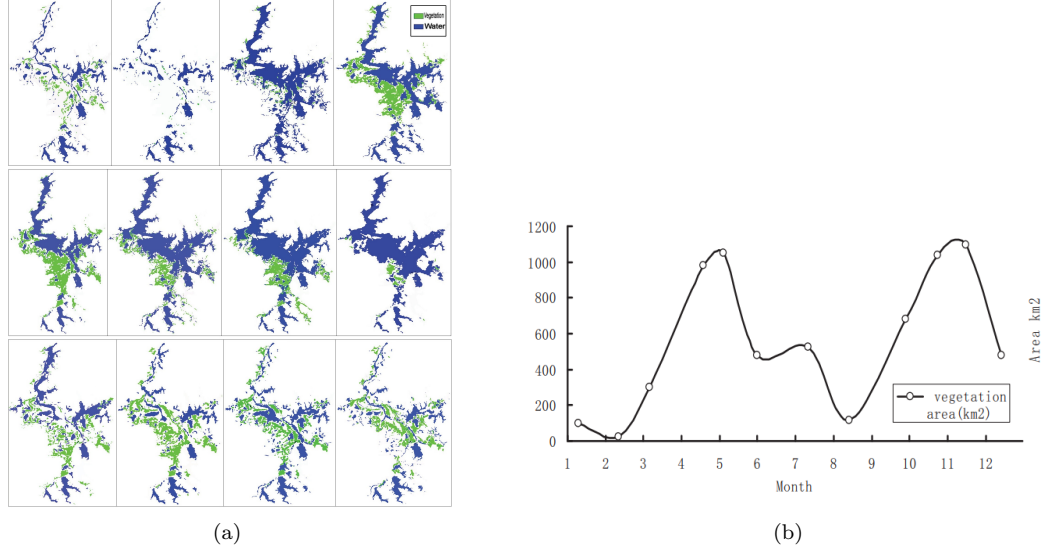 Vegetation
Water
1200
1000
800
600
400
200
0
1 2 3 4 5 6 7 8 9 10 11 12
Month
Area km2
vegetation
area(km2)
(a)
(b)